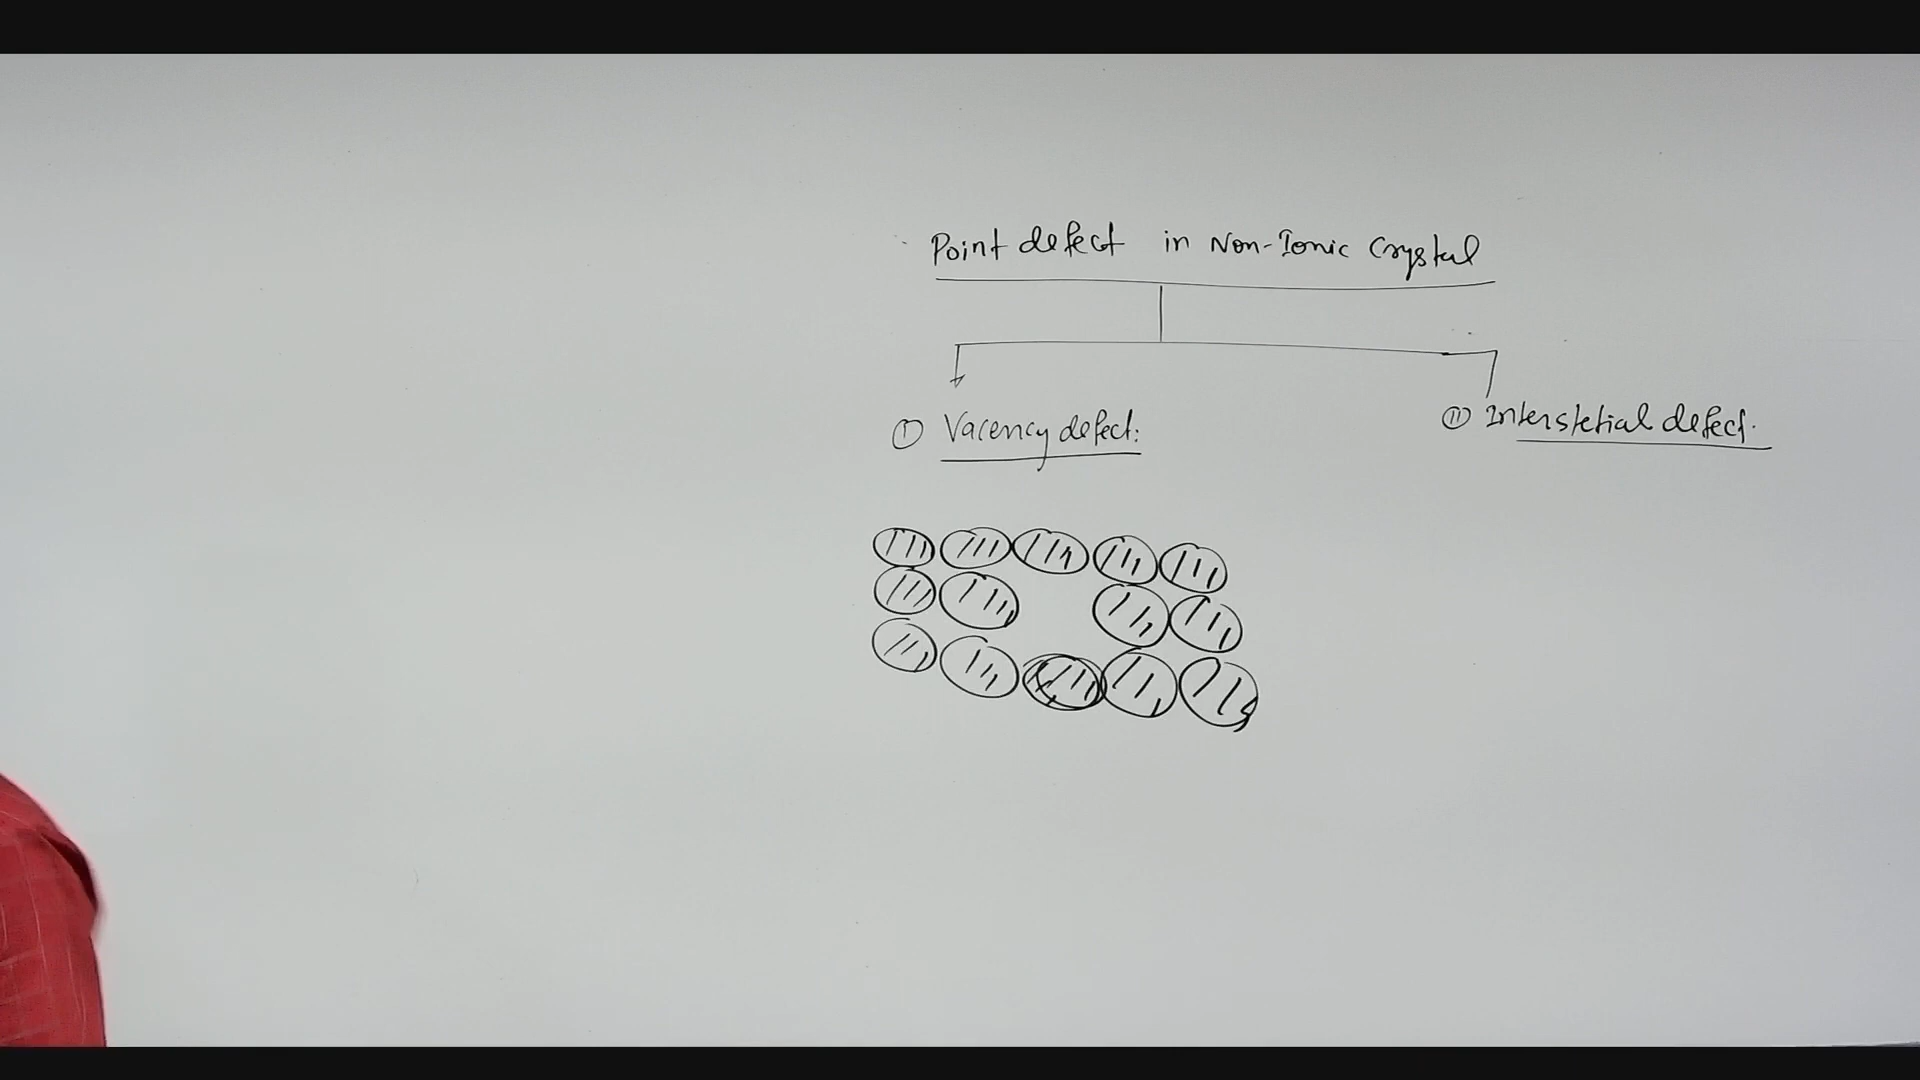 Point defect in Non-Ionic Crystal
① Vacency defect:
② Interstetial defect.